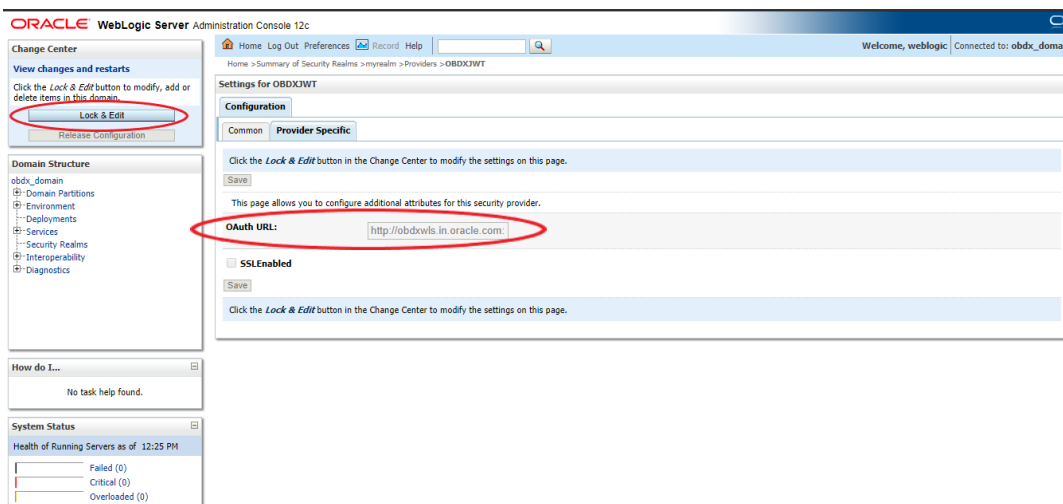 ORACLE WebLogic Server Administration Console 12c
Change Center
View changes and restarts
Click the Lock & Edit button to modify, add or
delete items in this domain.
Lock & Edit
Release Configuration
Domain Structure
obdx_domain
Domain Partitions
Environment
Deployments
Services
Security Realms
Interoperability
Diagnostics
How do I...
No task help found.
System Status
Health of Running Servers as of 12:25 PM
Failed (0)
Critical (0)
Overloaded (0)
Home Log Out Preferences Record Help
Welcome, weblogic Connected to: obdx_doma
Home >Summary of Security Realms >myrealm >Providers >OBDXJWT
Settings for OBDXJWT
Configuration
Common Provider Specific
Click the Lock & Edit button in the Change Center to modify the settings on this page.
Save
This page allows you to configure additional attributes for this security provider.
OAuth URL: http://obdxwls.in.oracle.com:
SSLEnabled
Save
Click the Lock & Edit button in the Change Center to modify the settings on this page.